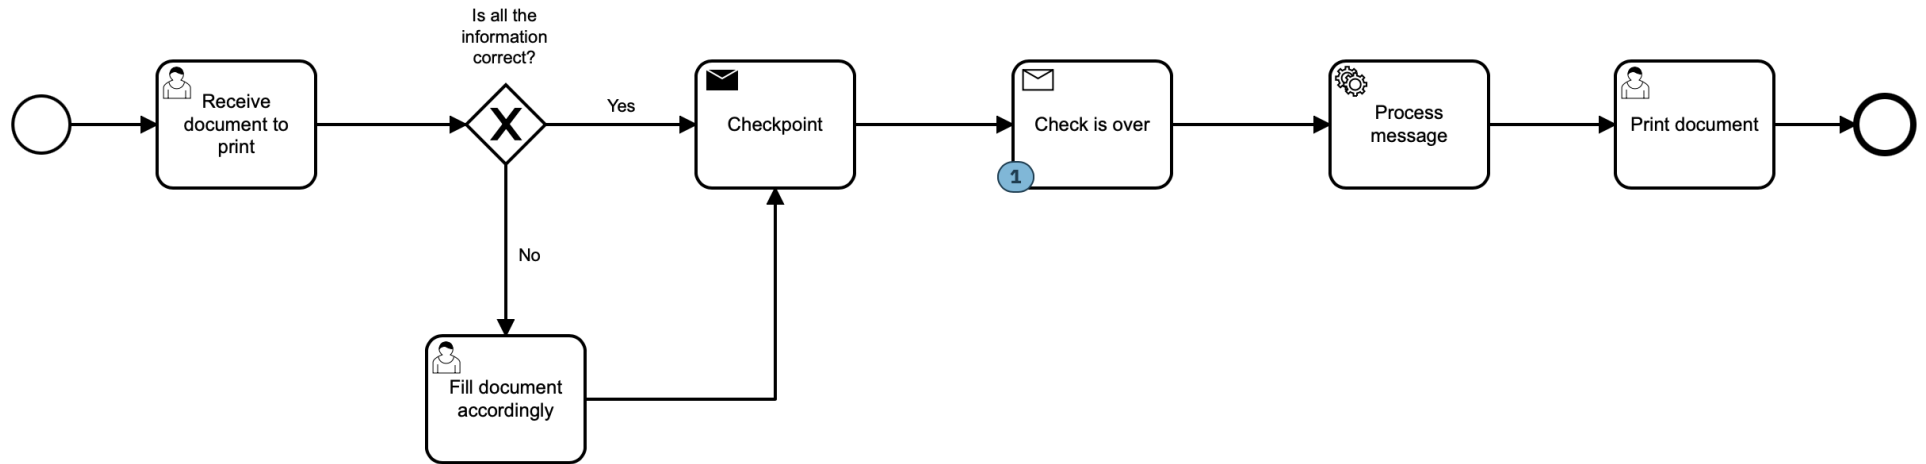 Is all the
information
correct?
Receive
document to
print
Yes
Checkpoint
Check is over
1
Process
message
Print document
No
Fill document
accordingly